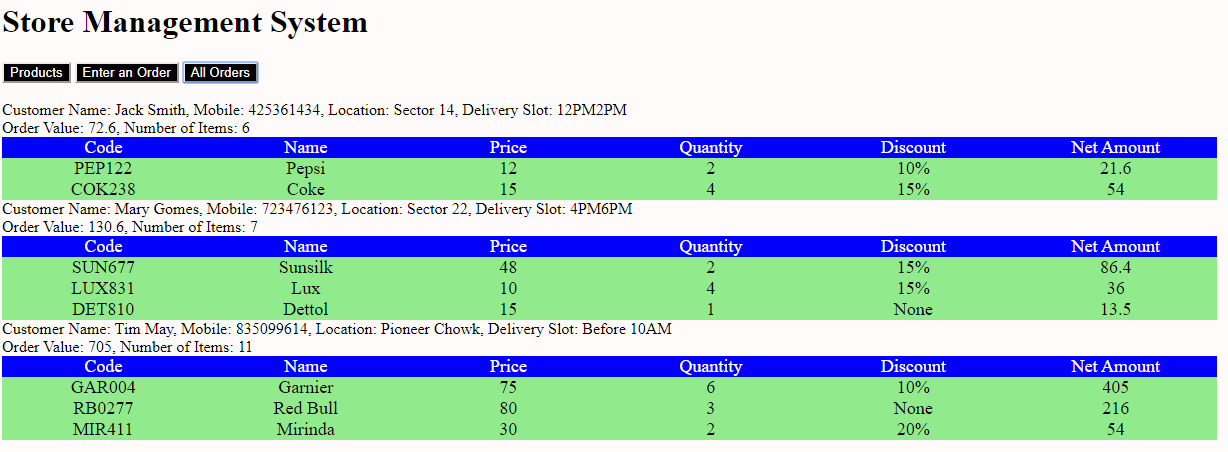 Store Management System
Products Enter an Order All Orders
Customer Name: Jack Smith, Mobile: 425361434, Location: Sector 14, Delivery Slot: 12PM2PM
Order Value: 72.6, Number of Items: 6
Code Name Price Quantity Discount Net Amount
PEP122 Pepsi 12 2 10% 21.6
COK238 Coke 15 4 15% 54
Customer Name: Mary Gomes, Mobile: 723476123, Location: Sector 22, Delivery Slot: 4PM6PM
Order Value: 130.6, Number of Items: 7
Code Name Price Quantity Discount Net Amount
SUN677 Sunsilk 48 2 15% 86.4
LUX831 Lux 10 4 15% 36
DET810 Dettol 15 1 None 13.5
Customer Name: Tim May, Mobile: 835099614, Location: Pioneer Chowk, Delivery Slot: Before 10AM
Order Value: 705, Number of Items: 11
Code Name Price Quantity Discount Net Amount
GAR004 Garnier 75 6 10% 405
RB0277 Red Bull 80 3 None 216
MIR411 Mirinda 30 2 20% 54